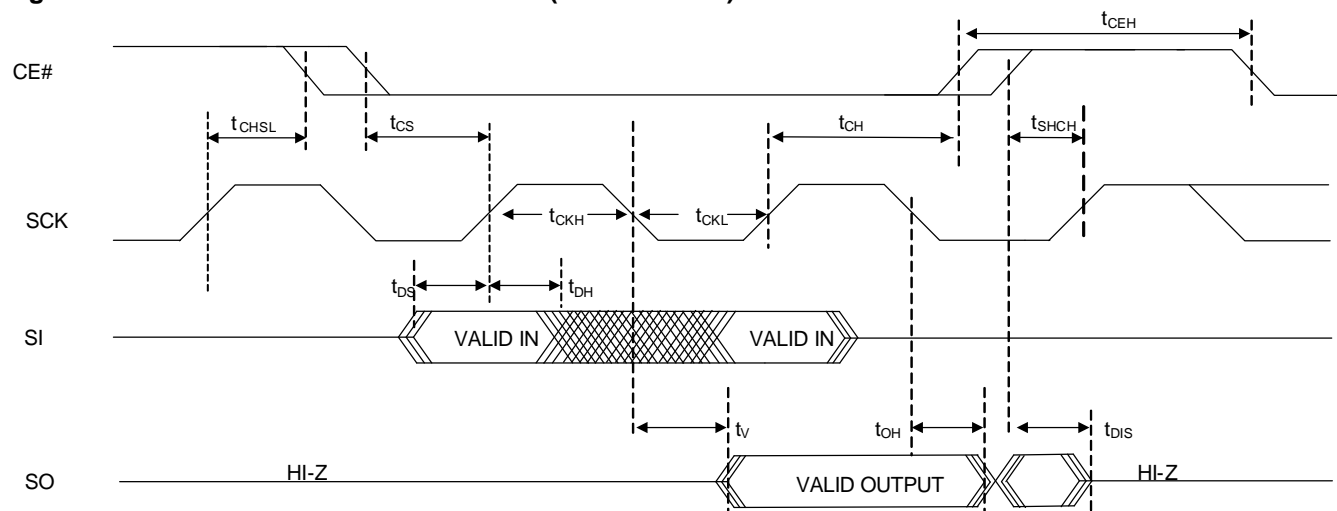 tCEH
CE#
tCHSL
tCS
tCH
tSHCH
SCK
tCKH
tCKL
tDS
tDH
SI
VALID IN
VALID IN
tV
tOH
tDIS
SO
HI-Z
VALID OUTPUT
HI-Z